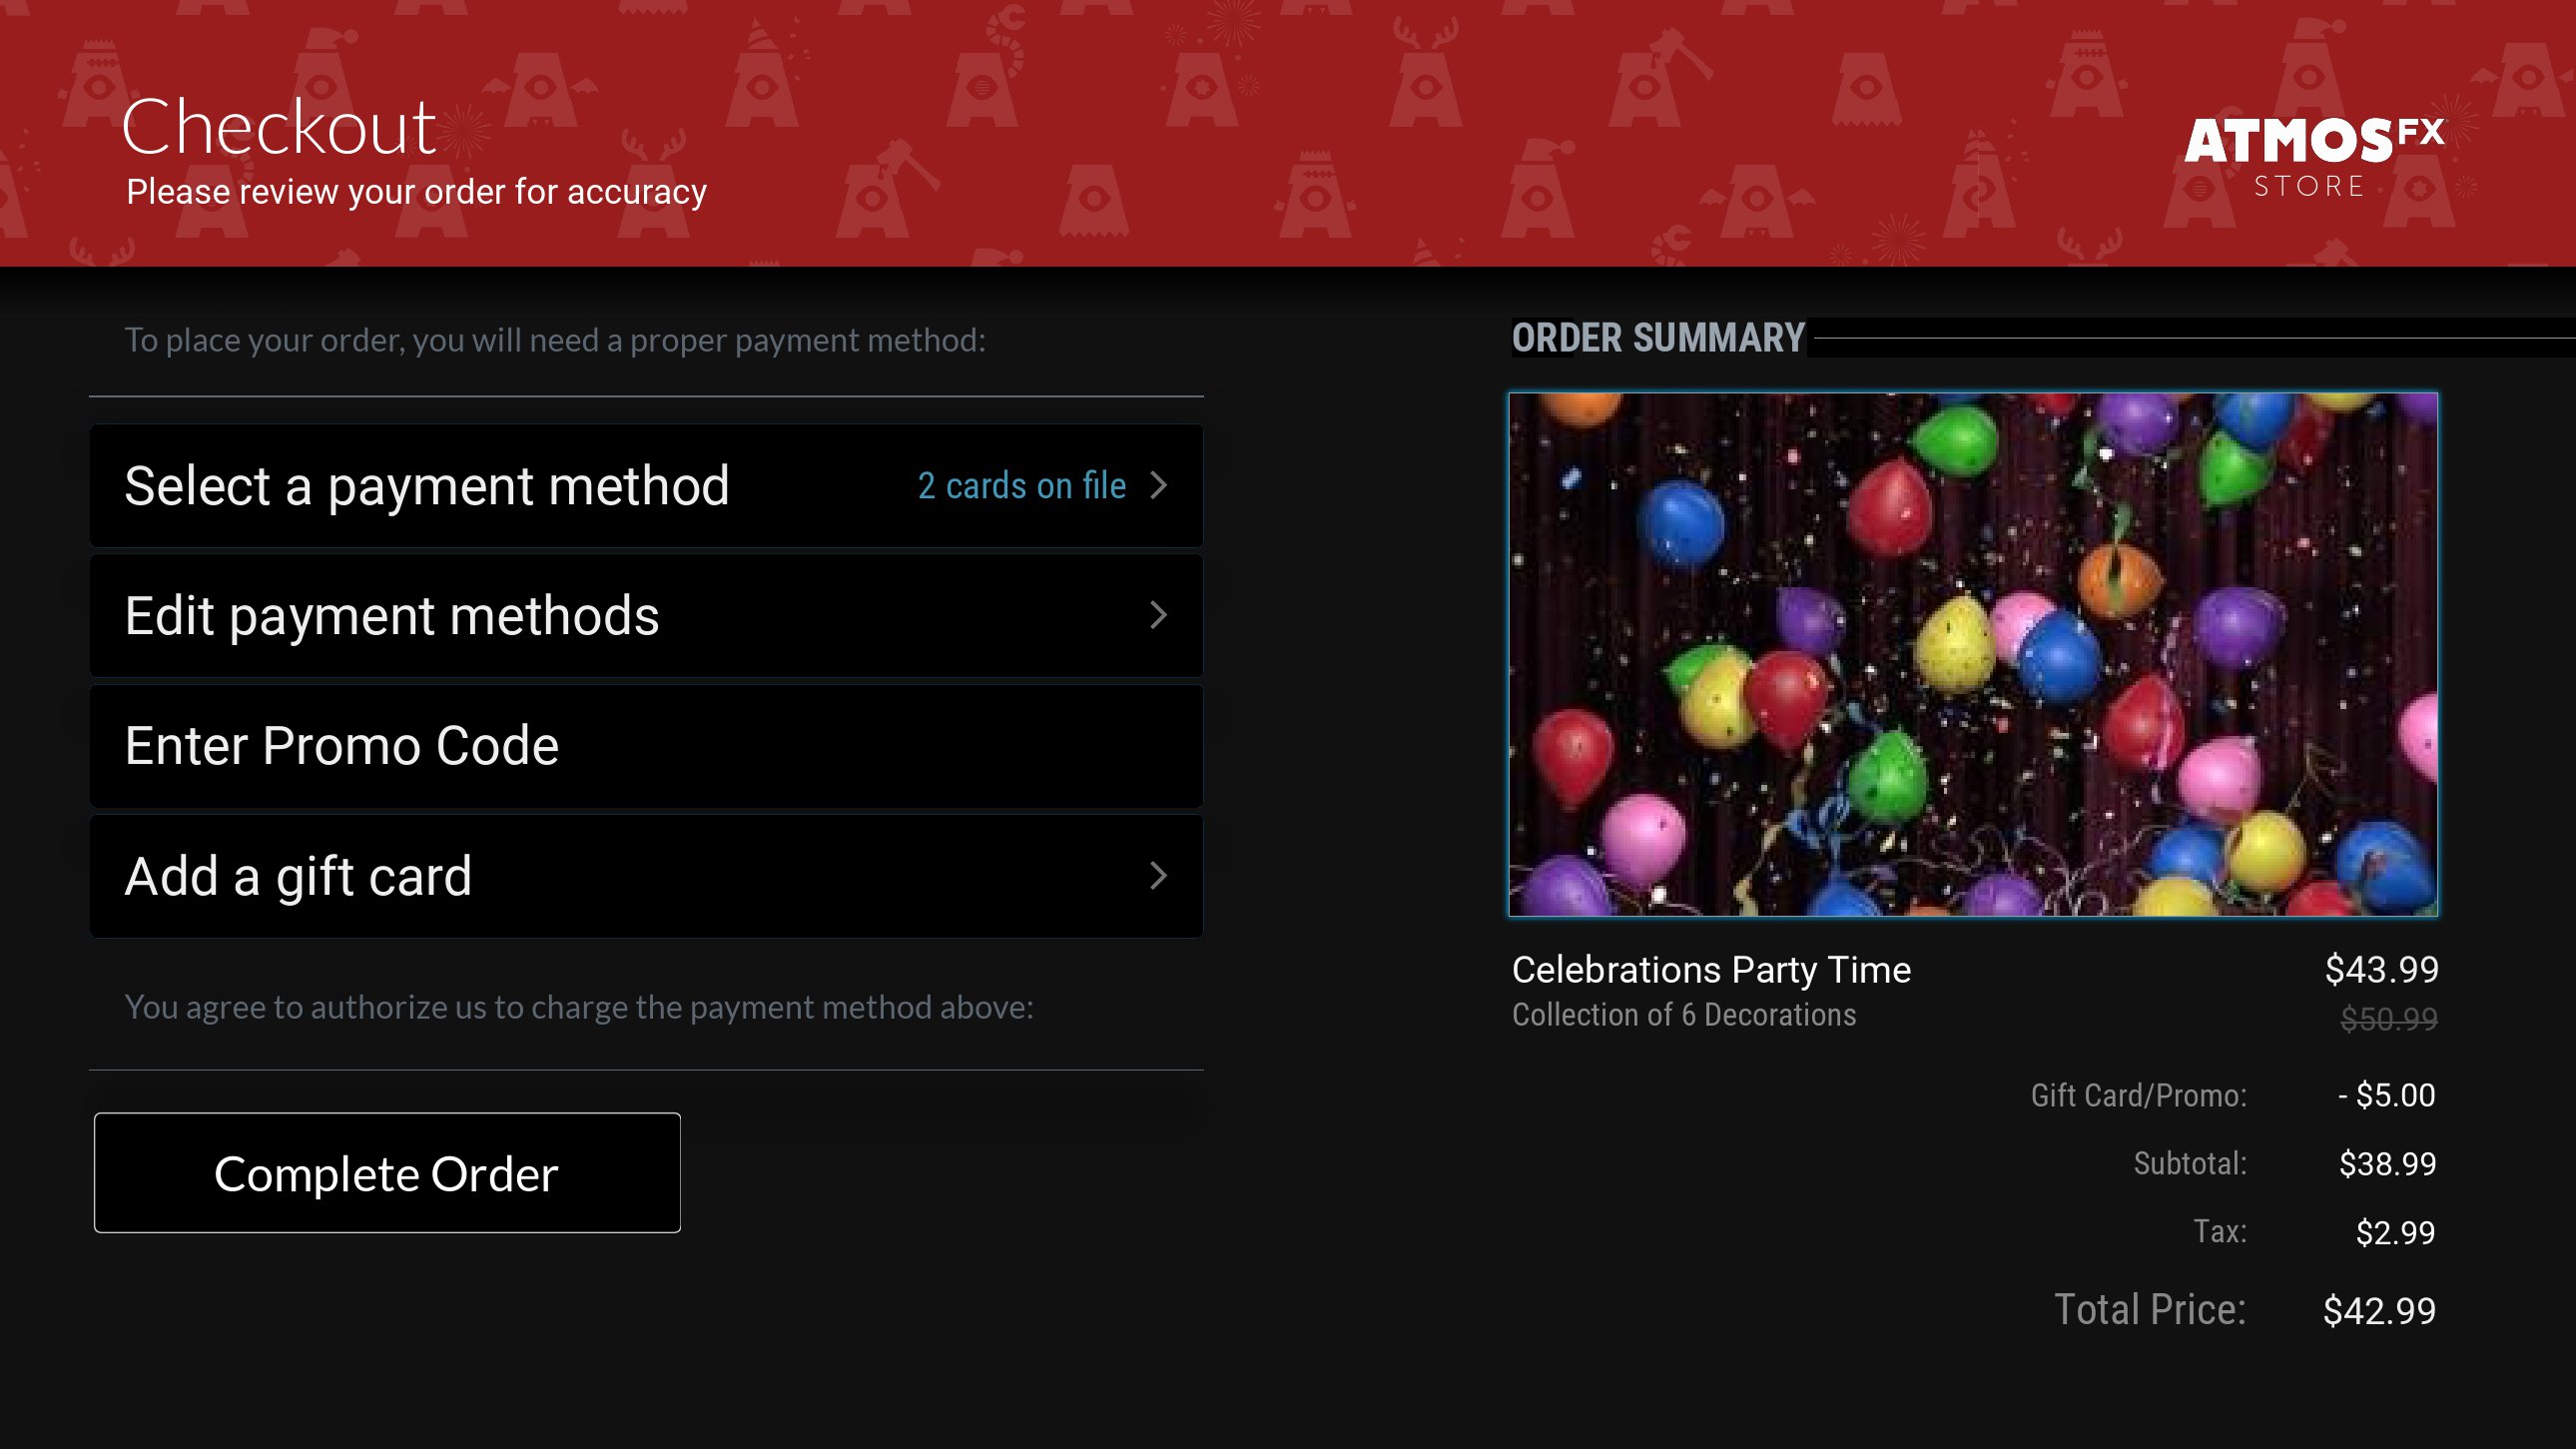 Checkout
Please review your order for accuracy
ATMOSFX
STORE
To place your order, you will need a proper payment method:
Select a payment method 2 cards on file
Edit payment methods
Enter Promo Code
Add a gift card
You agree to authorize us to charge the payment method above:
Complete Order
ORDER SUMMARY
Celebrations Party Time $43.99
Collection of 6 Decorations $50.99
Gift Card/Promo: - $5.00
Subtotal: $38.99
Tax: $2.99
Total Price: $42.99